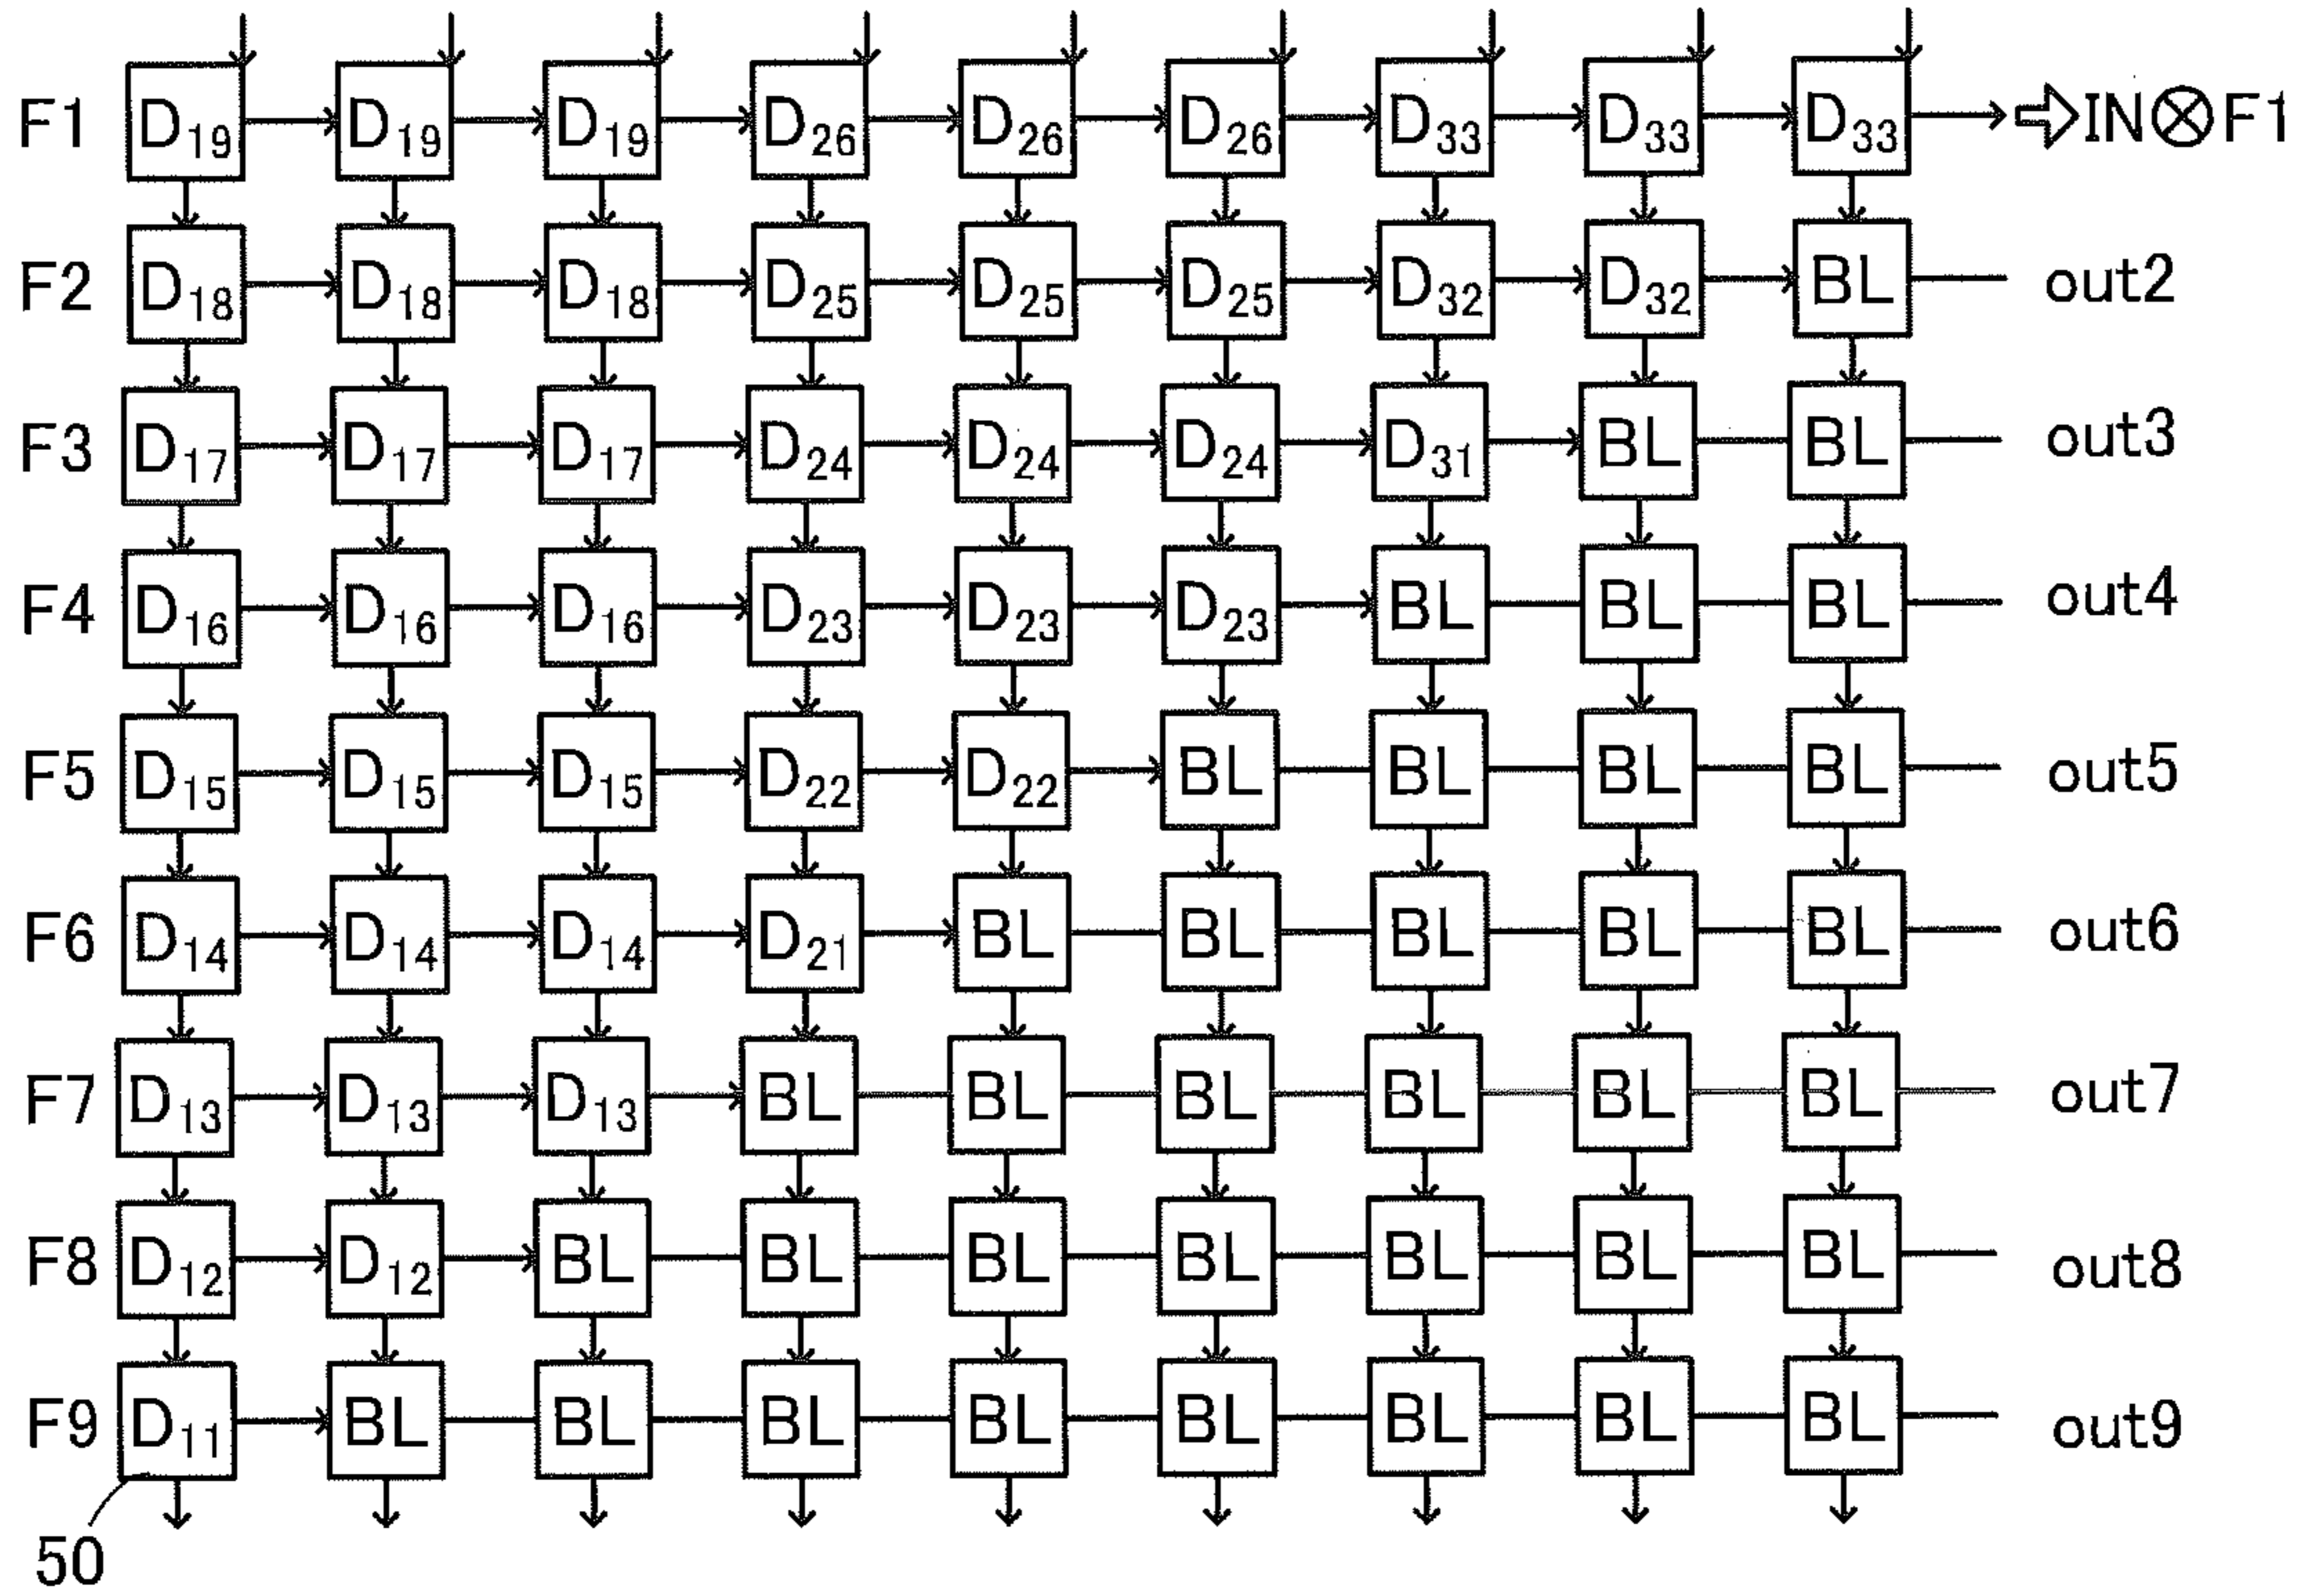 F1 D19 D19 D19 D26 D26 D26 D33 D33 D33 ⇨IN⊗F1
F2 D18 D18 D18 D25 D25 D25 D32 D32 BL out2
F3 D17 D17 D17 D24 D24 D24 D31 BL BL out3
F4 D16 D16 D16 D23 D23 D23 BL BL BL out4
F5 D15 D15 D15 D22 D22 BL BL BL BL out5
F6 D14 D14 D14 D21 BL BL BL BL BL out6
F7 D13 D13 D13 BL BL BL BL BL BL out7
F8 D12 D12 BL BL BL BL BL BL BL out8
F9 D11 BL BL BL BL BL BL BL BL out9
50